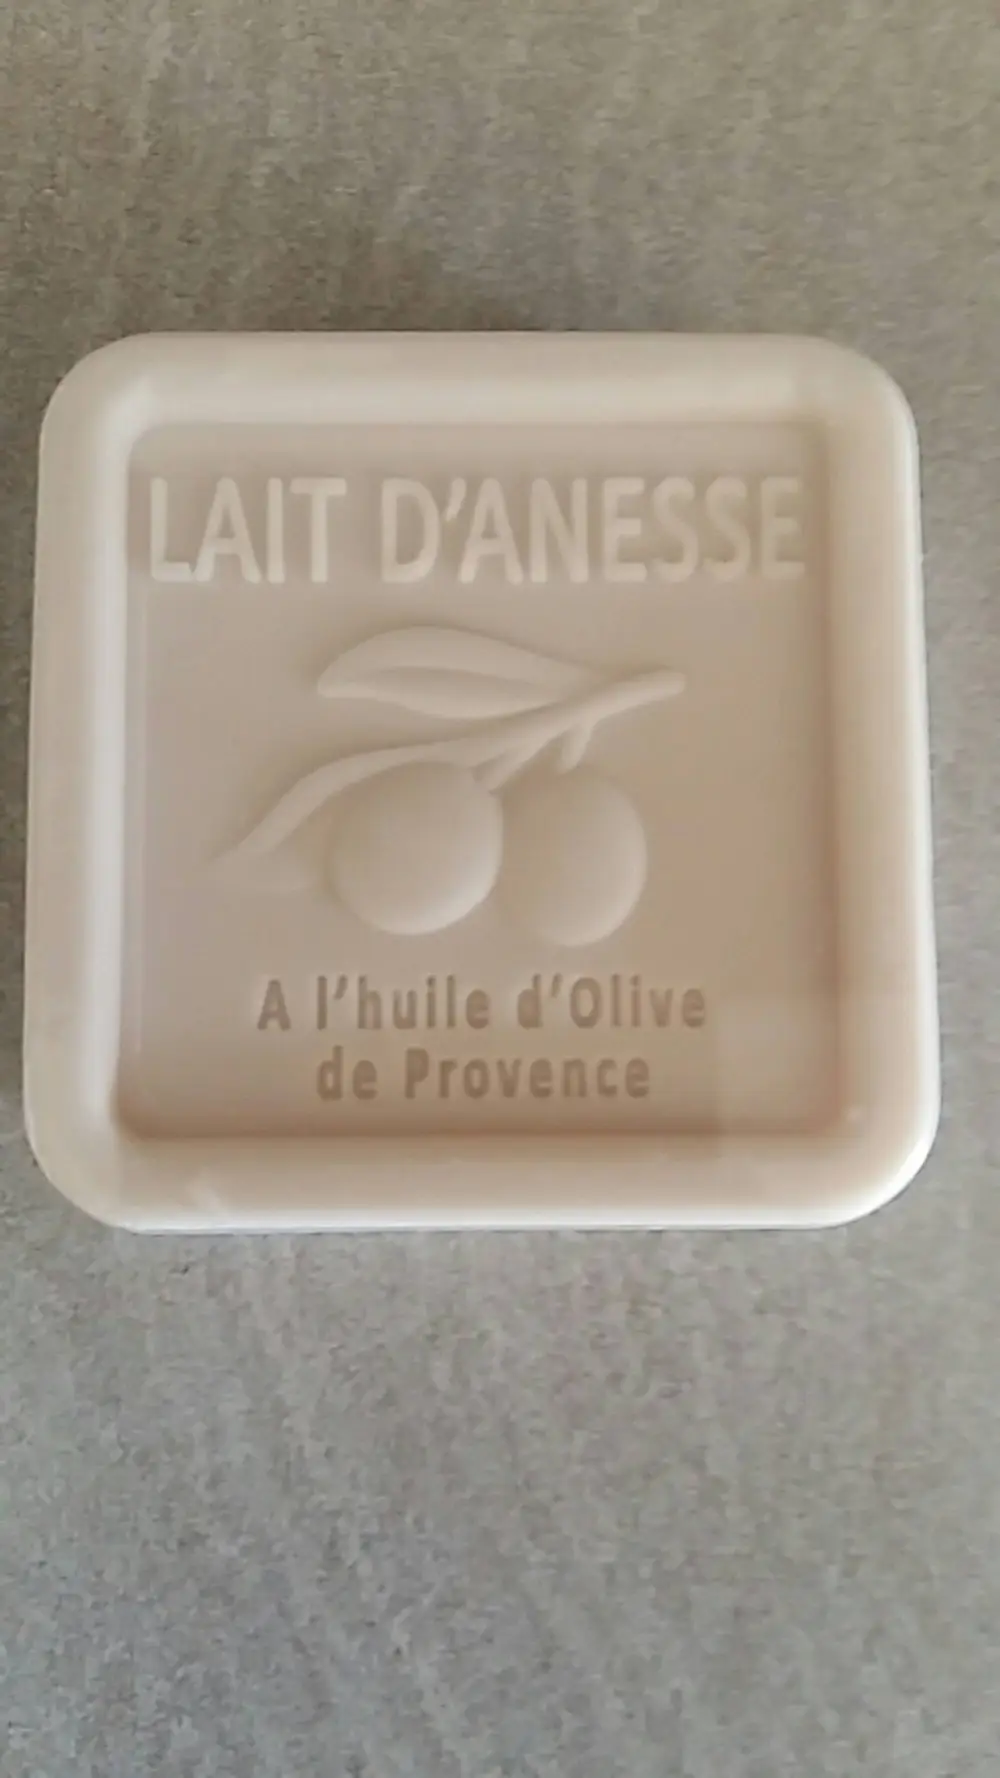 LAIT D'ANESSE
A l'huile d'Olive
de Provence